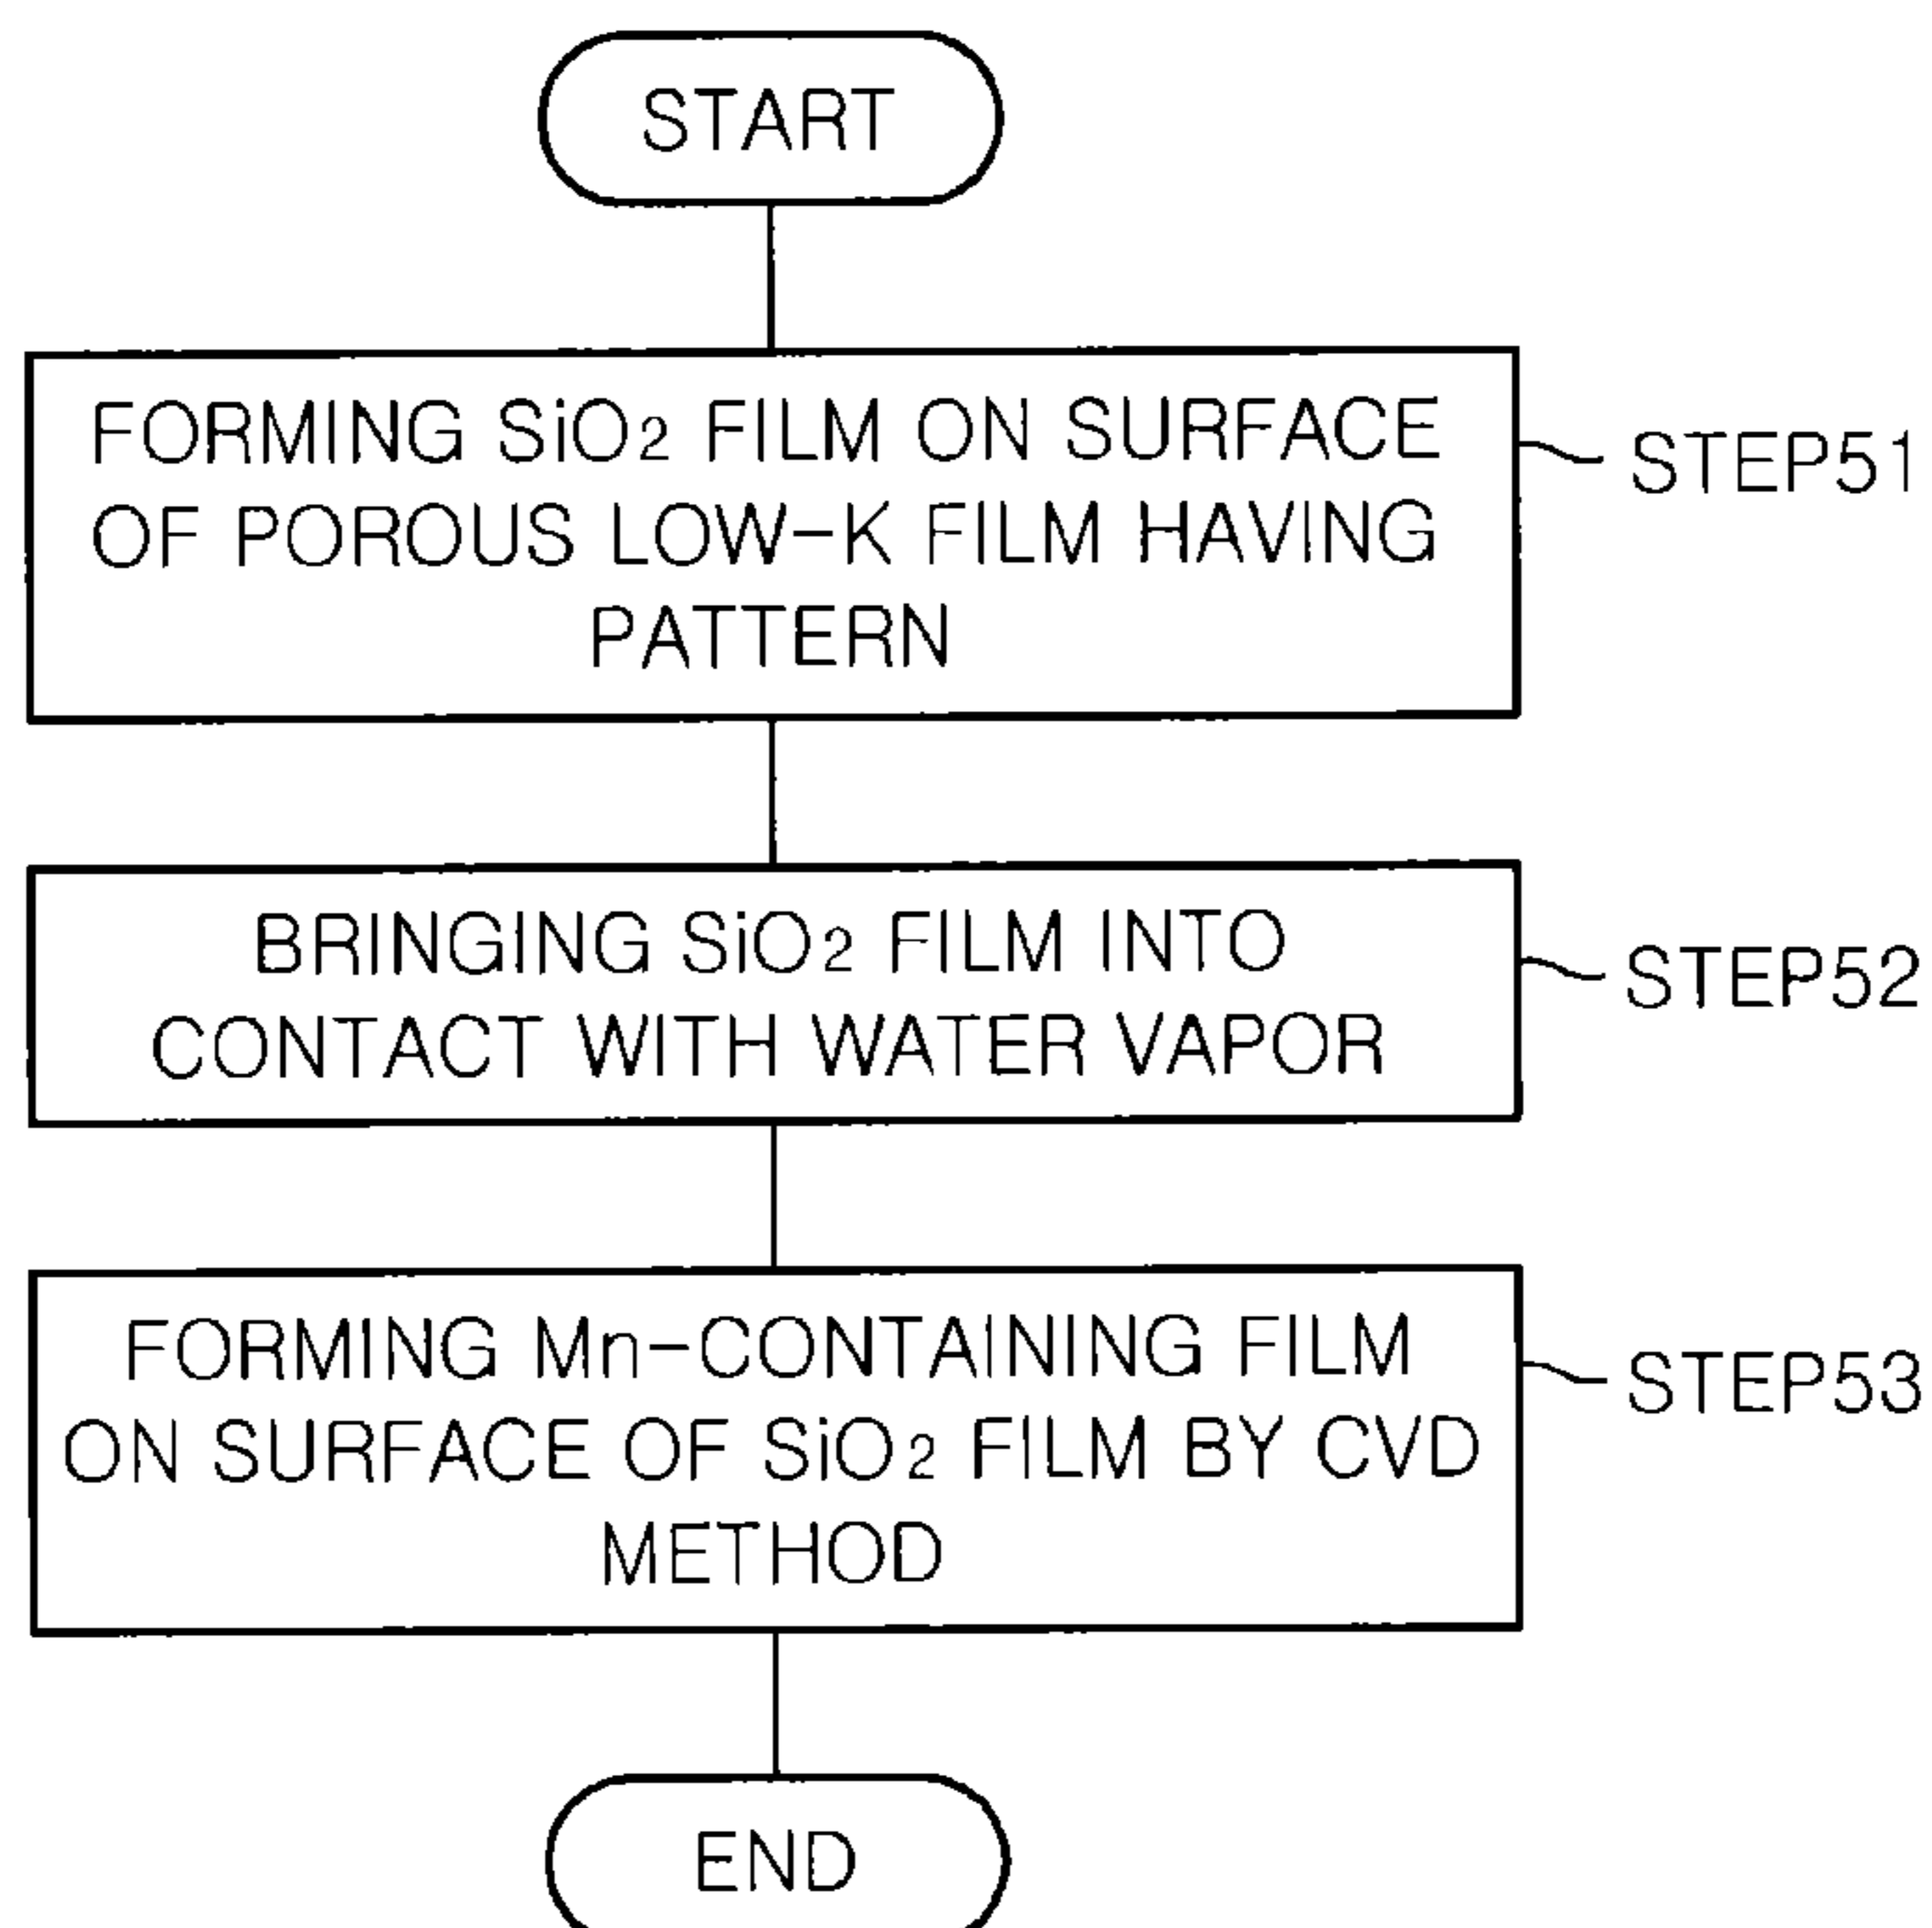 START
FORMING SiO2 FILM ON SURFACE
OF POROUS LOW-K FILM HAVING
PATTERN
STEP51
BRINGING SiO2 FILM INTO
CONTACT WITH WATER VAPOR
STEP52
FORMING Mn-CONTAINING FILM
ON SURFACE OF SiO2 FILM BY CVD
METHOD
STEP53
END